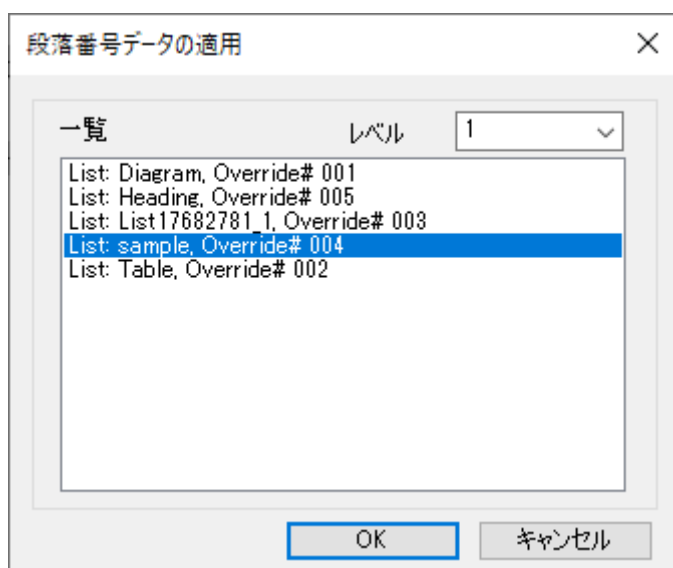 段落番号データの適用
一覧 レベル 1
List: Diagram, Override# 001
List: Heading, Override# 005
List: List17682781_1, Override# 003
List: sample, Override# 004
List: Table, Override# 002
OK キャンセル